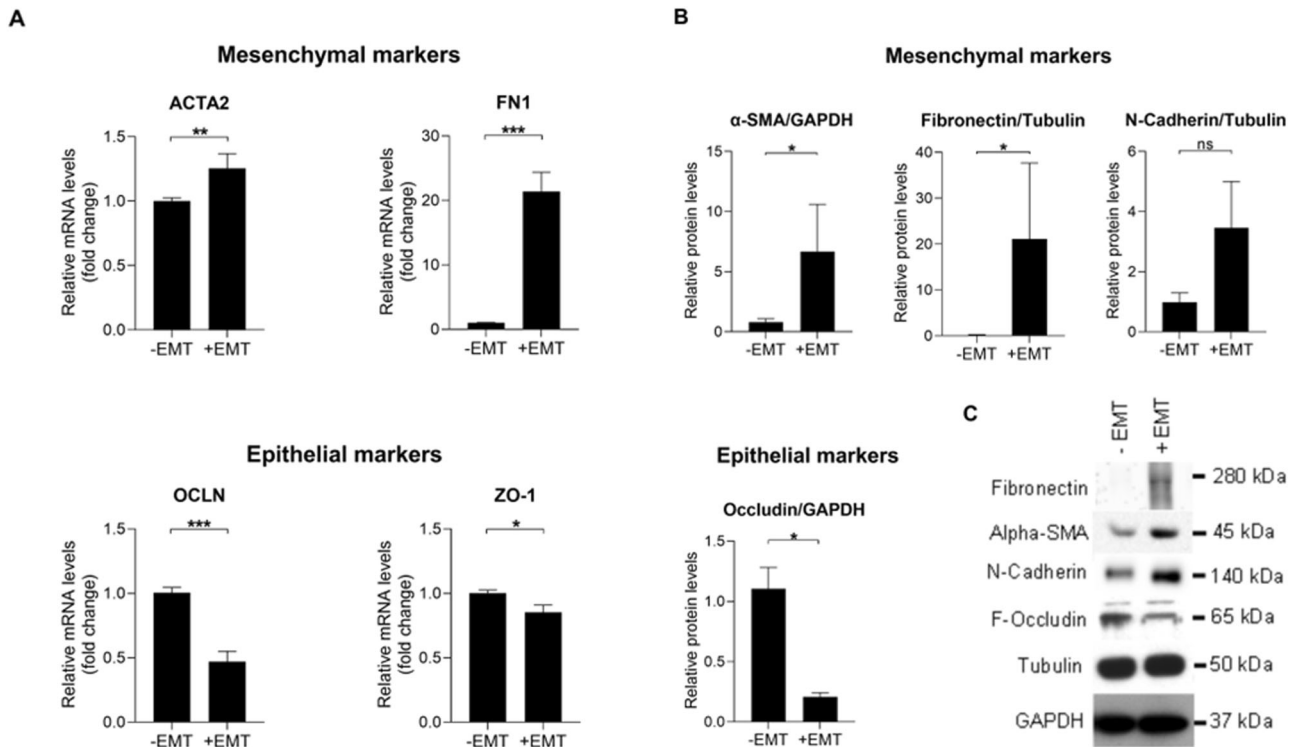 A
Mesenchymal markers
ACTA2
**
Relative mRNA levels
(fold change)
1.5
1.0
0.5
0.0
-EMT +EMT
FN1
***
Relative mRNA levels
(fold change)
30
20
10
0
-EMT +EMT
Epithelial markers
OCLN
***
Relative mRNA levels
(fold change)
1.5
1.0
0.5
0.0
-EMT +EMT
ZO-1
*
Relative mRNA levels
(fold change)
1.5
1.0
0.5
0.0
-EMT +EMT
B
Mesenchymal markers
α-SMA/GAPDH
*
Relative protein levels
15
10
5
0
-EMT +EMT
Fibronectin/Tubulin
*
Relative protein levels
40
30
20
10
0
-EMT +EMT
N-Cadherin/Tubulin
ns
Relative protein levels
6
4
2
0
-EMT +EMT
Epithelial markers
Occludin/GAPDH
*
Relative protein levels
1.5
1.0
0.5
0.0
-EMT +EMT
C
- EMT
+ EMT
Fibronectin 280 kDa
Alpha-SMA 45 kDa
N-Cadherin 140 kDa
F-Occludin 65 kDa
Tubulin 50 kDa
GAPDH 37 kDa